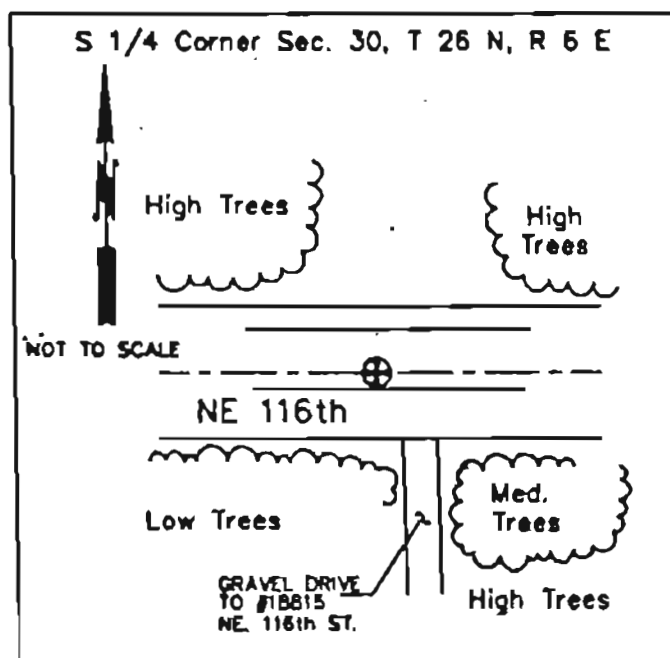 S 1/4 Corner Sec. 30, T 26 N, R 6 E
High Trees
High
Trees
N
NOT TO SCALE
NE 116th
Low Trees
Med.
Trees
GRAVEL DRIVE
TO #18815
NE. 116th ST.
High Trees